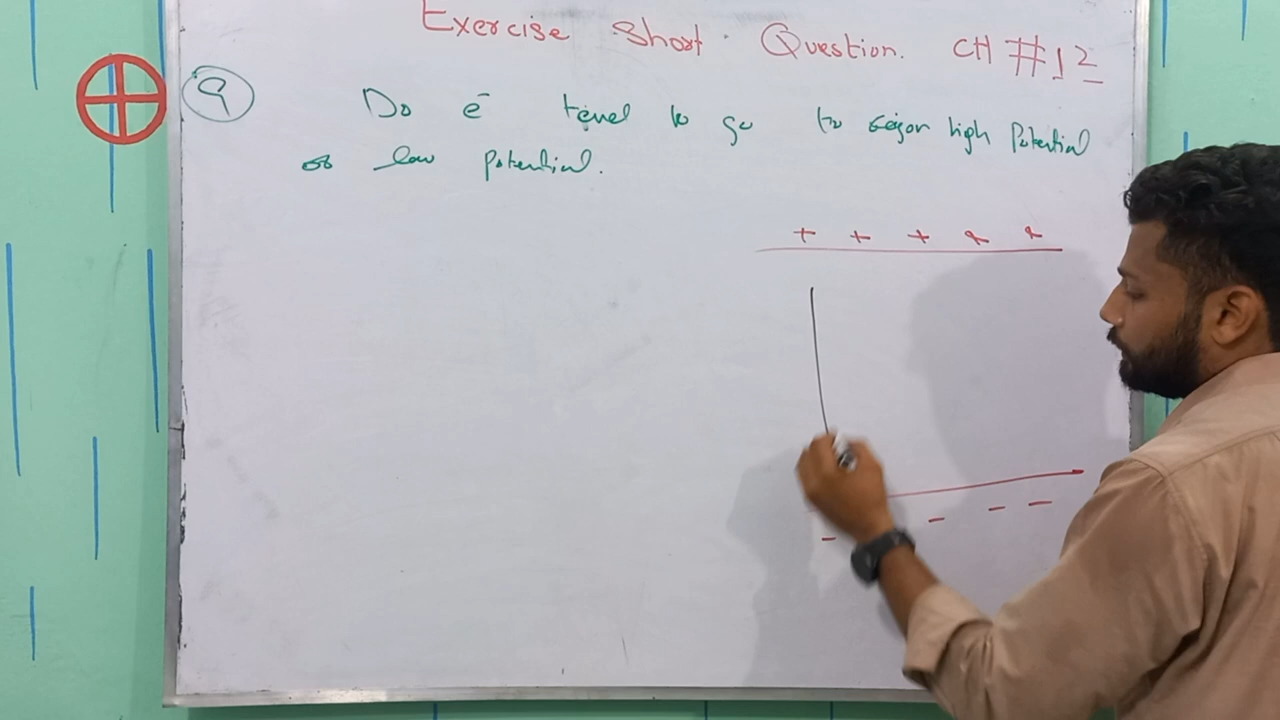 Exercise Short Question. CH #12
9 Do e⁻ tend to go to region high Potential
or low potential.
+ + + + +
- - - -